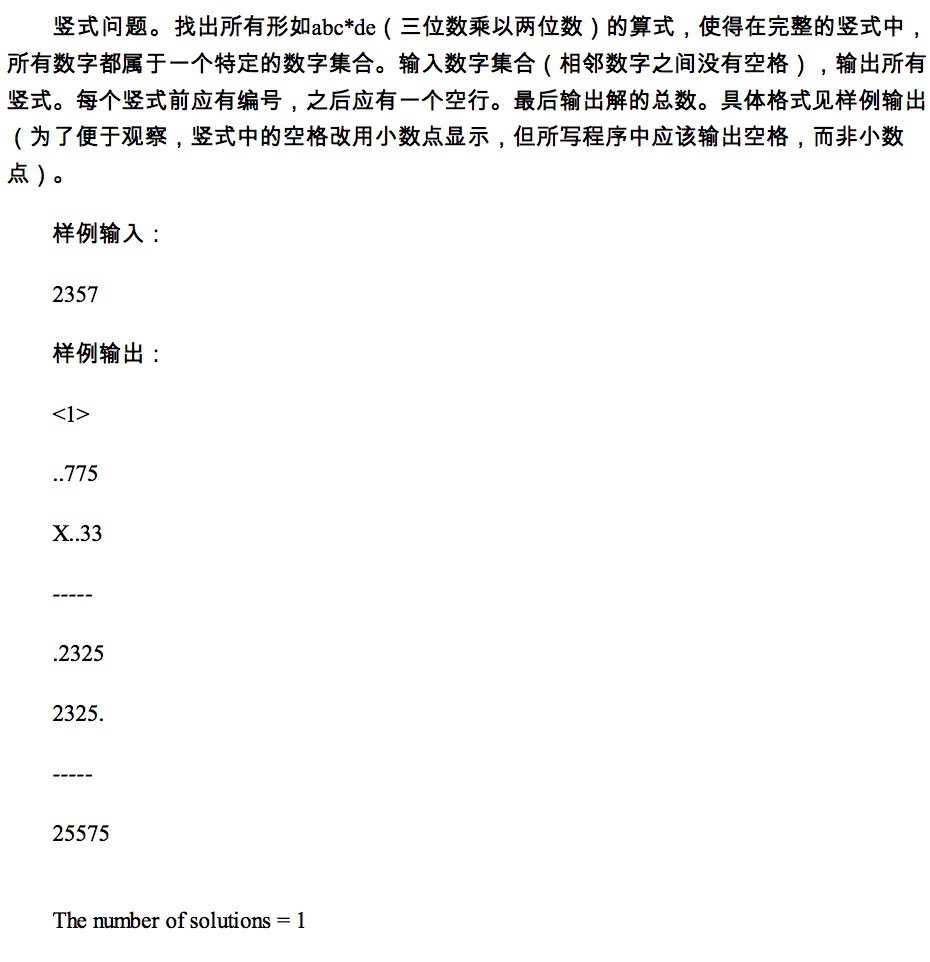 竖式问题。找出所有形如abc*de（三位数乘以两位数）的算式，使得在完整的竖式中，
所有数字都属于一个特定的数字集合。输入数字集合（相邻数字之间没有空格），输出所有
竖式。每个竖式前应有编号，之后应有一个空行。最后输出解的总数。具体格式见样例输出
（为了便于观察，竖式中的空格改用小数点显示，但所写程序中应该输出空格，而非小数
点）。
样例输入：
2357
样例输出：
<1>
..775
X..33
-----
.2325
2325.
-----
25575
The number of solutions = 1